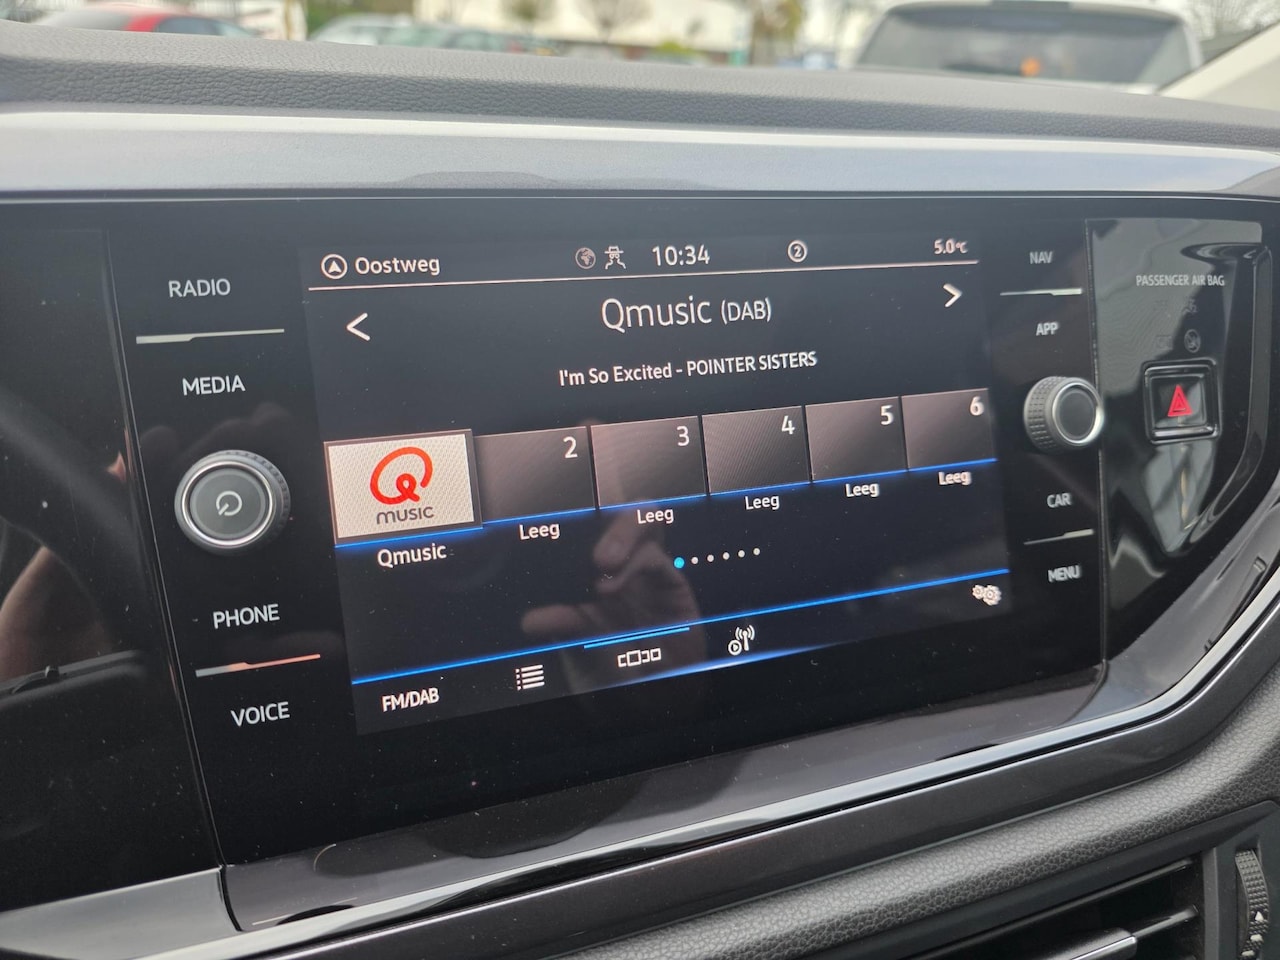 Oostweg
10:34
2
5.0°C
RADIO
MEDIA
PHONE
VOICE
Qmusic (DAB)
I'm So Excited - POINTER SISTERS
MUSIC
Qmusic
2
Leeg
3
Leeg
4
Leeg
5
Leeg
6
Leeg
FM/DAB
NAV
APP
CAR
MENU
PASSENGER AIR BAG